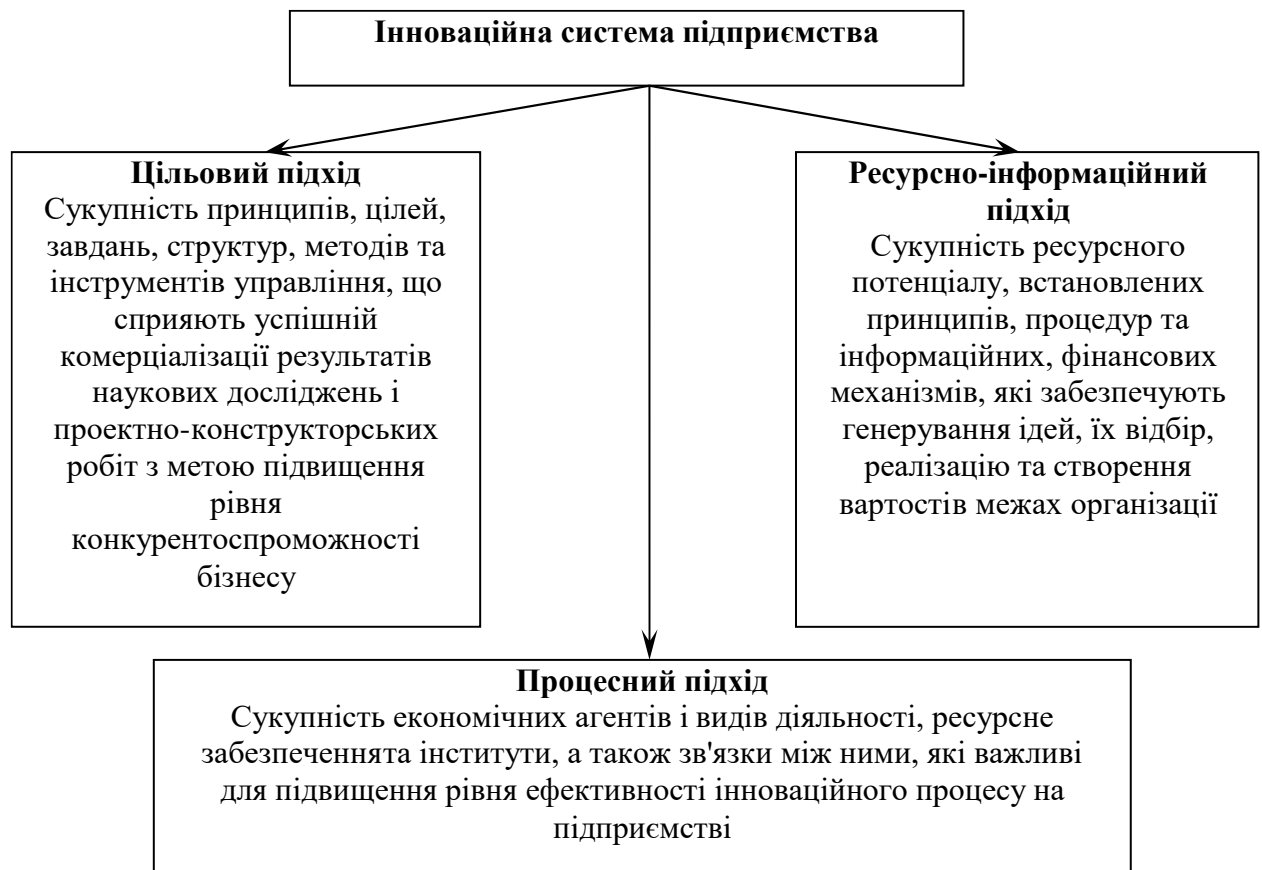 Інноваційна система підприємства
Цільовий підхід
Сукупність принципів, цілей,
завдань, структур, методів та
інструментів управління, що
сприяють успішній
комерціалізації результатів
наукових досліджень і
проектно-конструкторських
робіт з метою підвищення
рівня
конкурентоспроможності
бізнесу
Ресурсно-інформаційний
підхід
Сукупність ресурсного
потенціалу, встановлених
принципів, процедур та
інформаційних, фінансових
механізмів, які забезпечують
генерування ідей, їх відбір,
реалізацію та створення
вартостів межах організації
Процесний підхід
Сукупність економічних агентів і видів діяльності, ресурсне
забезпеченнята інститути, а також зв'язки між ними, які важливі
для підвищення рівня ефективності інноваційного процесу на
підприємстві